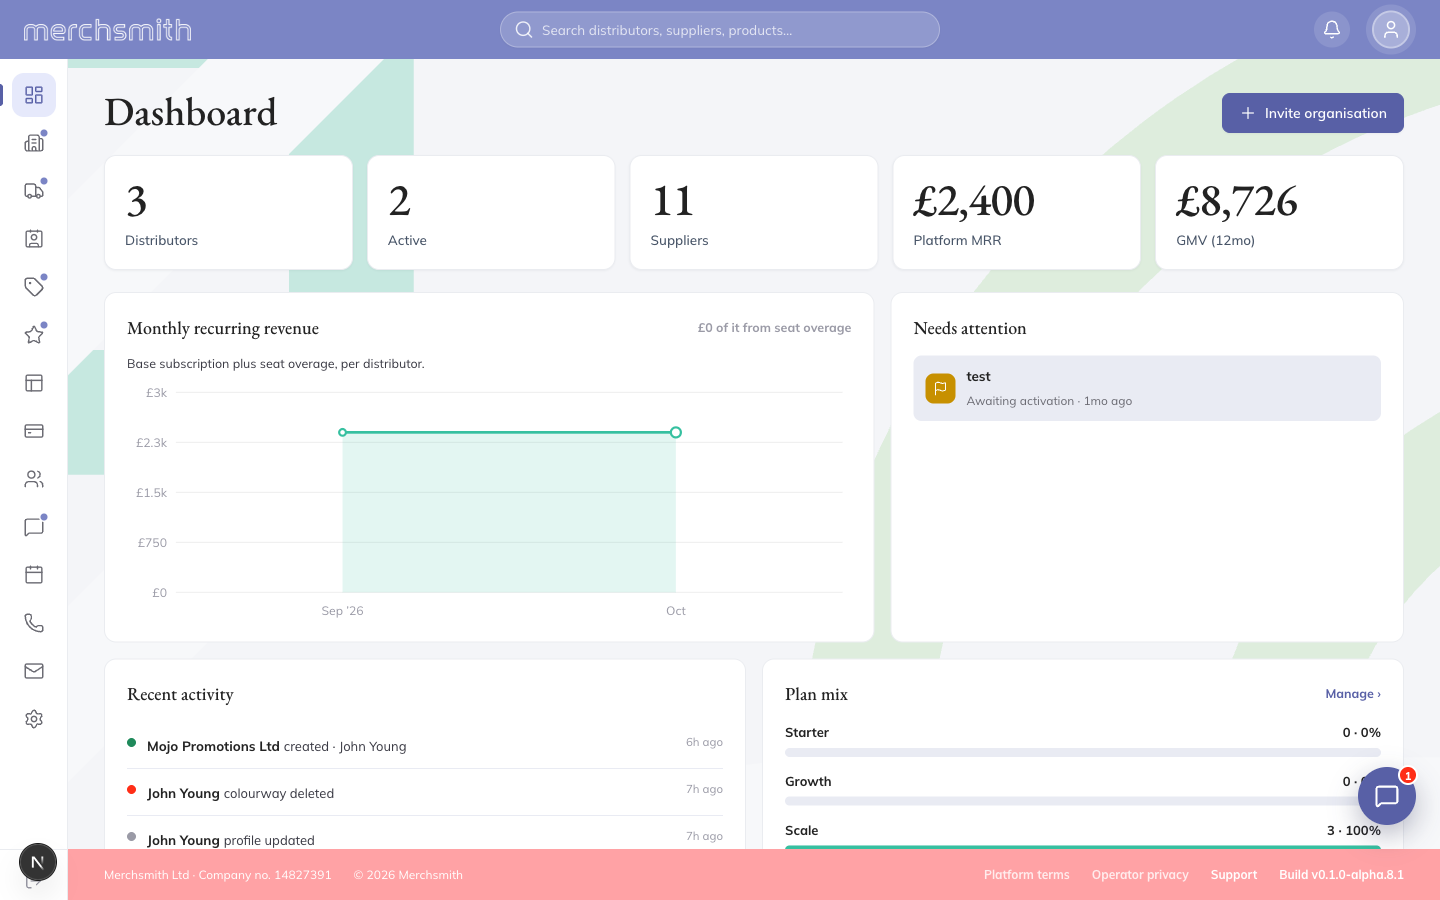 merchsmith
Search distributors, suppliers, products...
Dashboard
Invite organisation
3
Distributors
2
Active
11
Suppliers
£2,400
Platform MRR
£8,726
GMV (12mo)
Monthly recurring revenue
£0 of it from seat overage
Base subscription plus seat overage, per distributor.
£3k
£2.3k
£1.5k
£750
£0
Sep '26
Oct
Needs attention
test
Awaiting activation · 1mo ago
Recent activity
Mojo Promotions Ltd created · John Young
6h ago
John Young colourway deleted
7h ago
John Young profile updated
7h ago
Plan mix
Manage ›
Starter
0 · 0%
Growth
0 ·
Scale
3 · 100%
1
N
Merchsmith Ltd · Company no. 14827391
© 2026 Merchsmith
Platform terms
Operator privacy
Support
Build v0.1.0-alpha.8.1